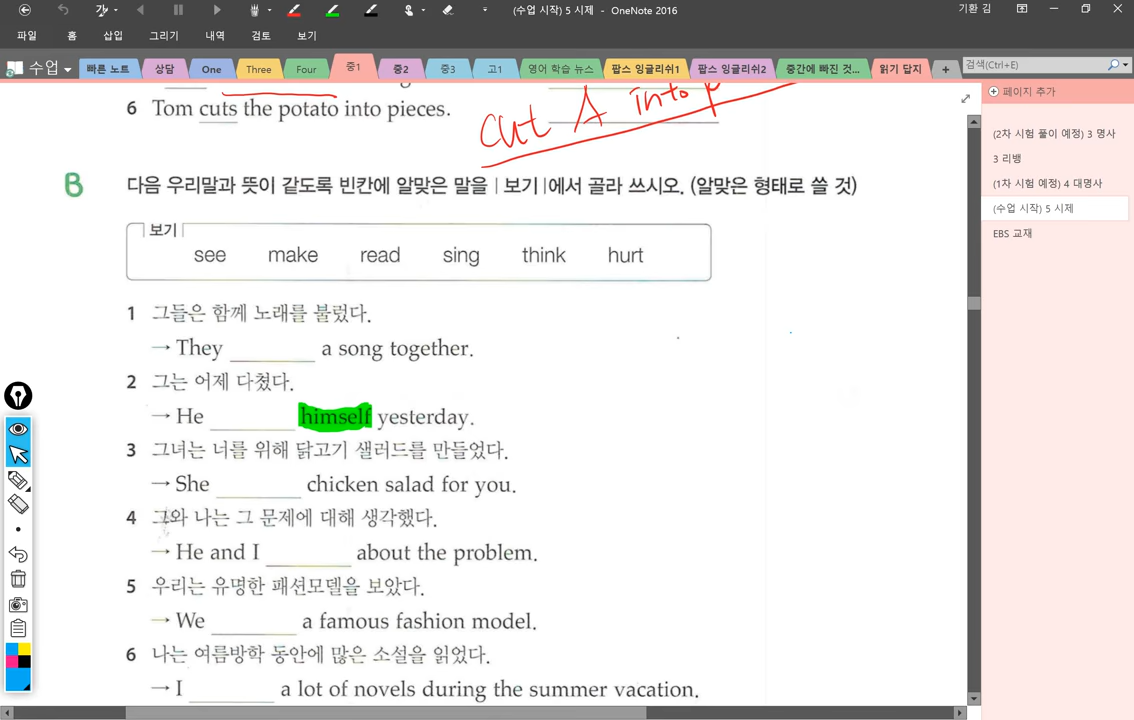 (수업 시작) 5 시제 - OneNote 2016
기환 김
파일 홈 삽입 그리기 내역 검토 보기
수업 빠른 노트 상담 One Three Four 중1 중2 중3 고1 영어 학습 뉴스 팝스 잉글리쉬1 팝스 잉글리쉬2 중간에 빠진 것... 읽기 답지 + 검색(Ctrl+E)
페이지 추가
(2차 시험 풀이 예정) 3 명사
3 리뱅
(1차 시험 예정) 4 대명사
(수업 시작) 5 시제
EBS 교재
6 Tom cuts the potato into pieces.
cut A into p
B 다음 우리말과 뜻이 같도록 빈칸에 알맞은 말을 |보기|에서 골라 쓰시오. (알맞은 형태로 쓸 것)
보기
see make read sing think hurt
1 그들은 함께 노래를 불렀다.
→ They ________ a song together.
2 그는 어제 다쳤다.
→ He ________ himself yesterday.
3 그녀는 너를 위해 닭고기 샐러드를 만들었다.
→ She ________ chicken salad for you.
4 그와 나는 그 문제에 대해 생각했다.
→ He and I ________ about the problem.
5 우리는 유명한 패션모델을 보았다.
→ We ________ a famous fashion model.
6 나는 여름방학 동안에 많은 소설을 읽었다.
→ I ________ a lot of novels during the summer vacation.